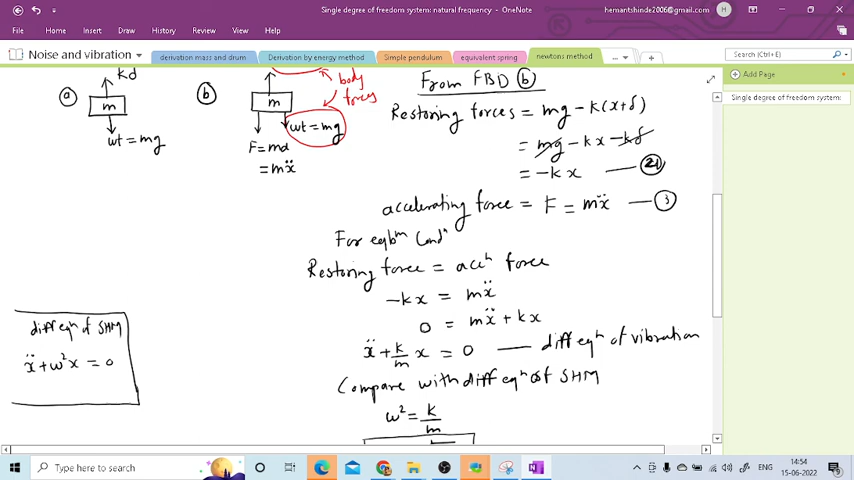 Single degree of freedom system: natural frequency - OneNote
hemantshinde2006@gmail.com
H
File Home Insert Draw History Review View Help
Noise and vibration
derivation mass and drum
Derivation by energy method
Simple pendulum
equivalent spring
newtons method
Search (Ctrl+E)
Add Page
Single degree of freedom system:
a
kd
m
wt = mg
b
m
body
forces
wt = mg
F = md
= mẍ
From FBD b
Restoring forces = mg - k(x+δ)
= mg - kx - kδ
= -kx
accelerating force = F = mẍ — 3
For eqbm Condn
Restoring force = accn force
-kx = mẍ
0 = mẍ + kx
ẍ + k/m x = 0 — diff eqn of vibration
Compare with diff eqn of SHM
ω² = k/m
diff eqn of SHM
ẍ + ω²x = 0
Type here to search
ENG
14:54
15-06-2022